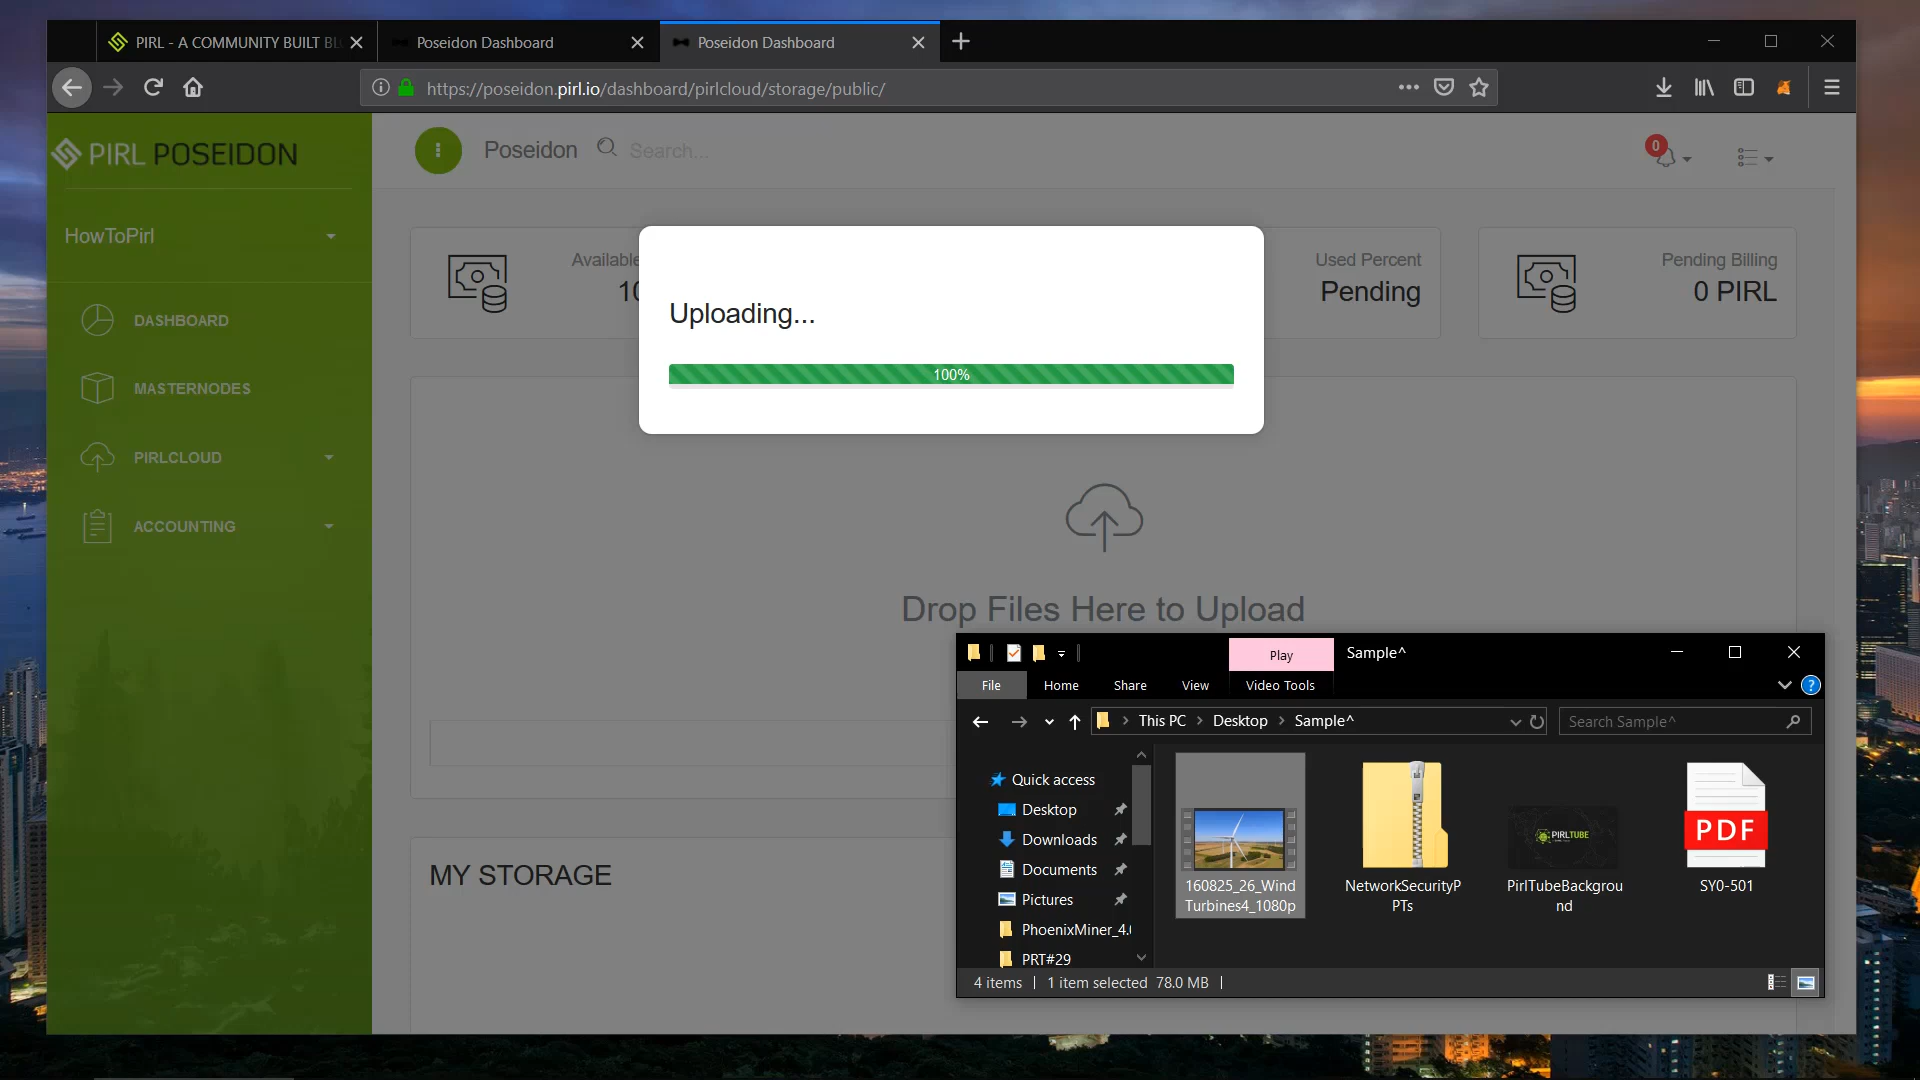 PIRL - A COMMUNITY BUILT BL
Poseidon Dashboard
Poseidon Dashboard
https://poseidon.pirl.io/dashboard/pirlcloud/storage/public/
PIRL POSEIDON
Poseidon
Search...
0
HowToPirl
DASHBOARD
MASTERNODES
PIRLCLOUD
ACCOUNTING
Available
10
Used Percent
Pending
Pending Billing
0 PIRL
Uploading...
100%
Drop Files Here to Upload
MY STORAGE
Play
Sample^
File
Home
Share
View
Video Tools
?
This PC
Desktop
Sample^
Search Sample^
Quick access
Desktop
Downloads
Documents
Pictures
PhoenixMiner_4.
PRT#29
160825_26_Wind
Turbines4_1080p
NetworkSecurityP
PTs
PIRLTUBE
PirlTubeBackgrou
nd
PDF
SY0-501
4 items
1 item selected 78.0 MB